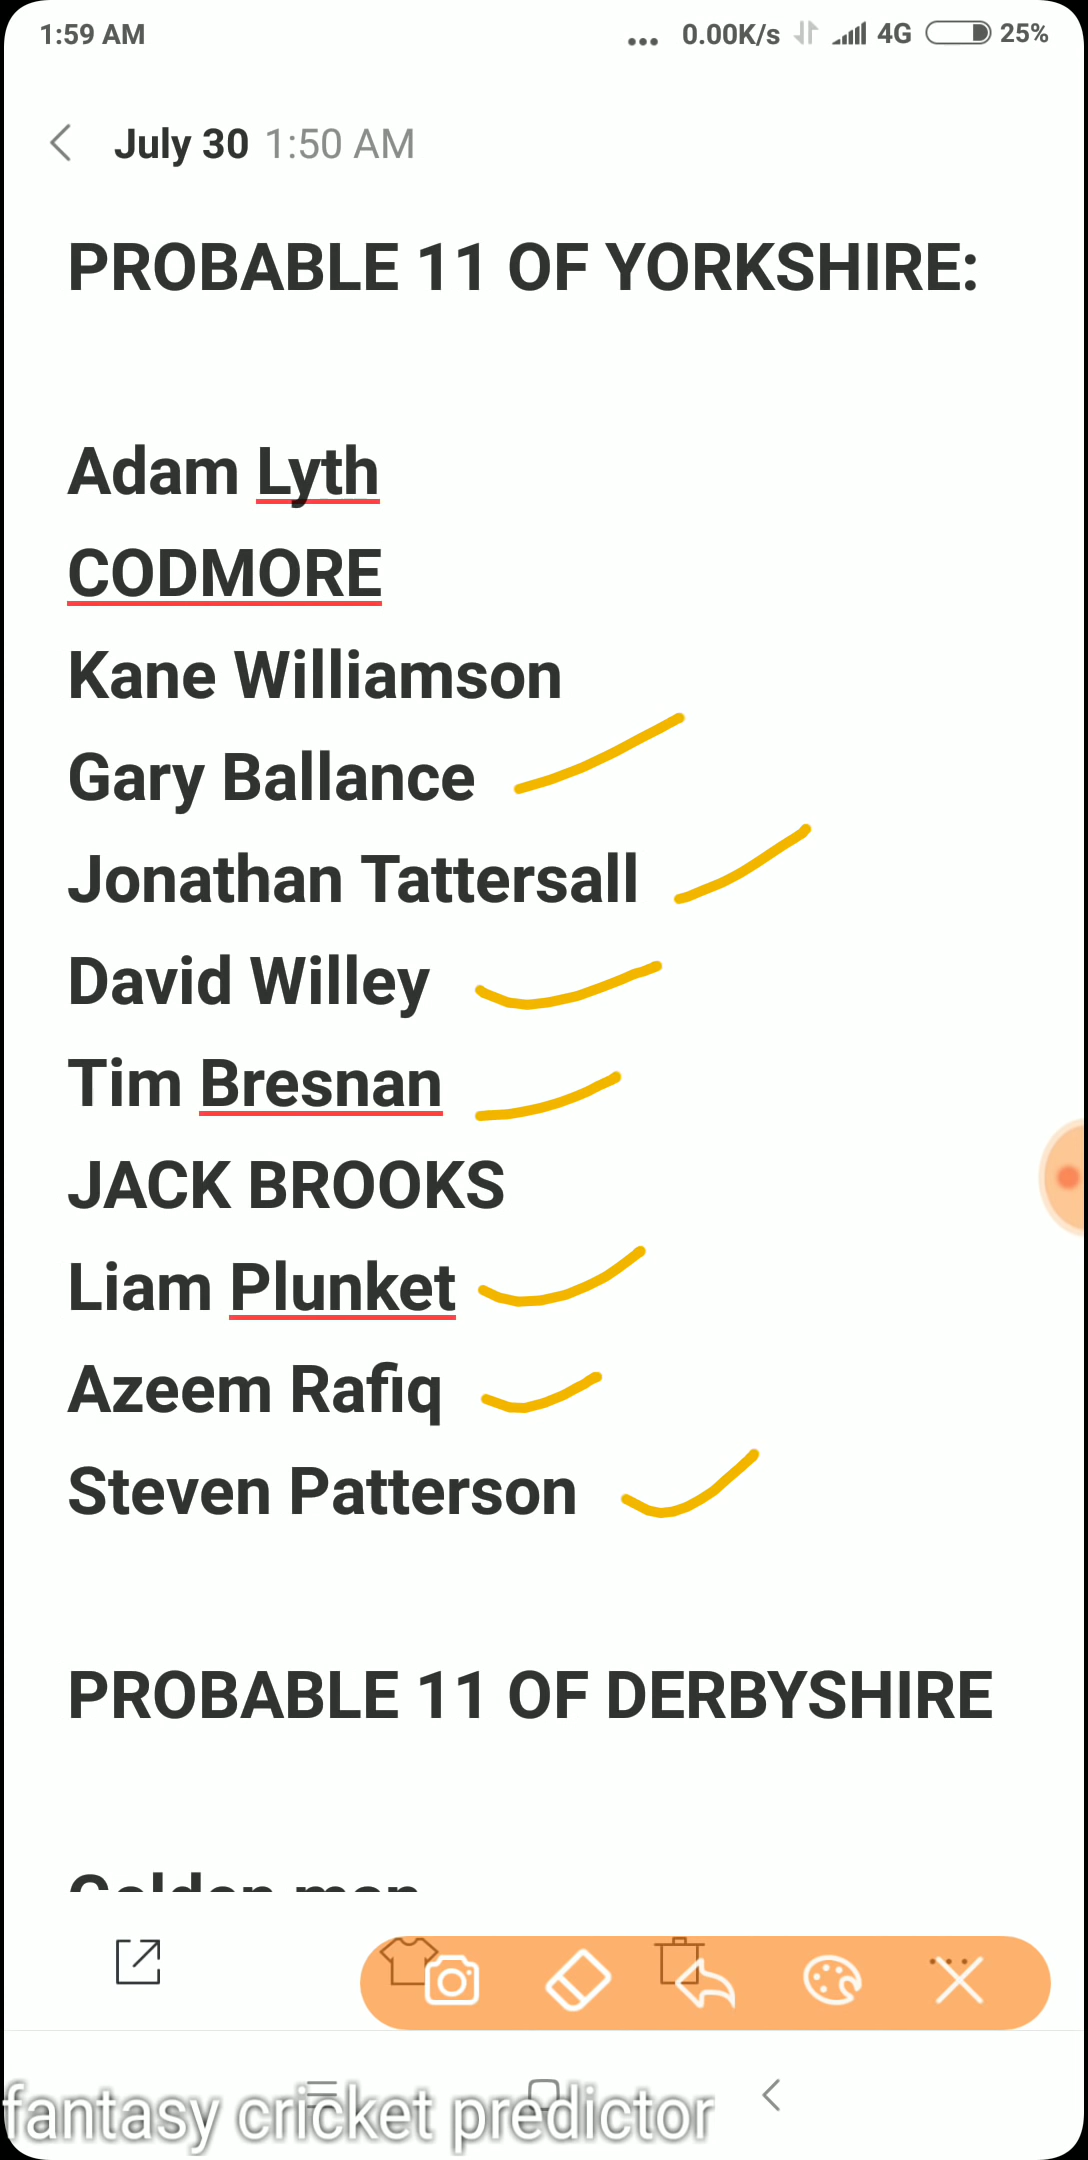 1:59 AM ... 0.00K/s 4G 25%
July 30 1:50 AM
PROBABLE 11 OF YORKSHIRE:
Adam Lyth
CODMORE
Kane Williamson
Gary Ballance
Jonathan Tattersall
David Willey
Tim Bresnan
JACK BROOKS
Liam Plunket
Azeem Rafiq
Steven Patterson
PROBABLE 11 OF DERBYSHIRE
fantasy cricket predictor